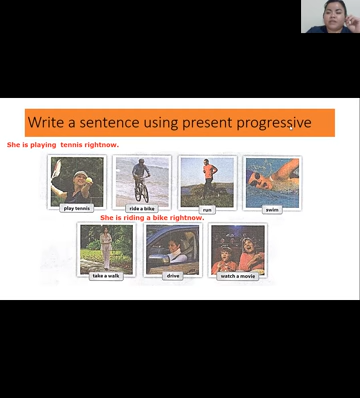 Write a sentence using present progressive
She is playing tennis rightnow.
play tennis
ride a bike
run
swim
She is riding a bike rightnow.
take a walk
drive
watch a movie